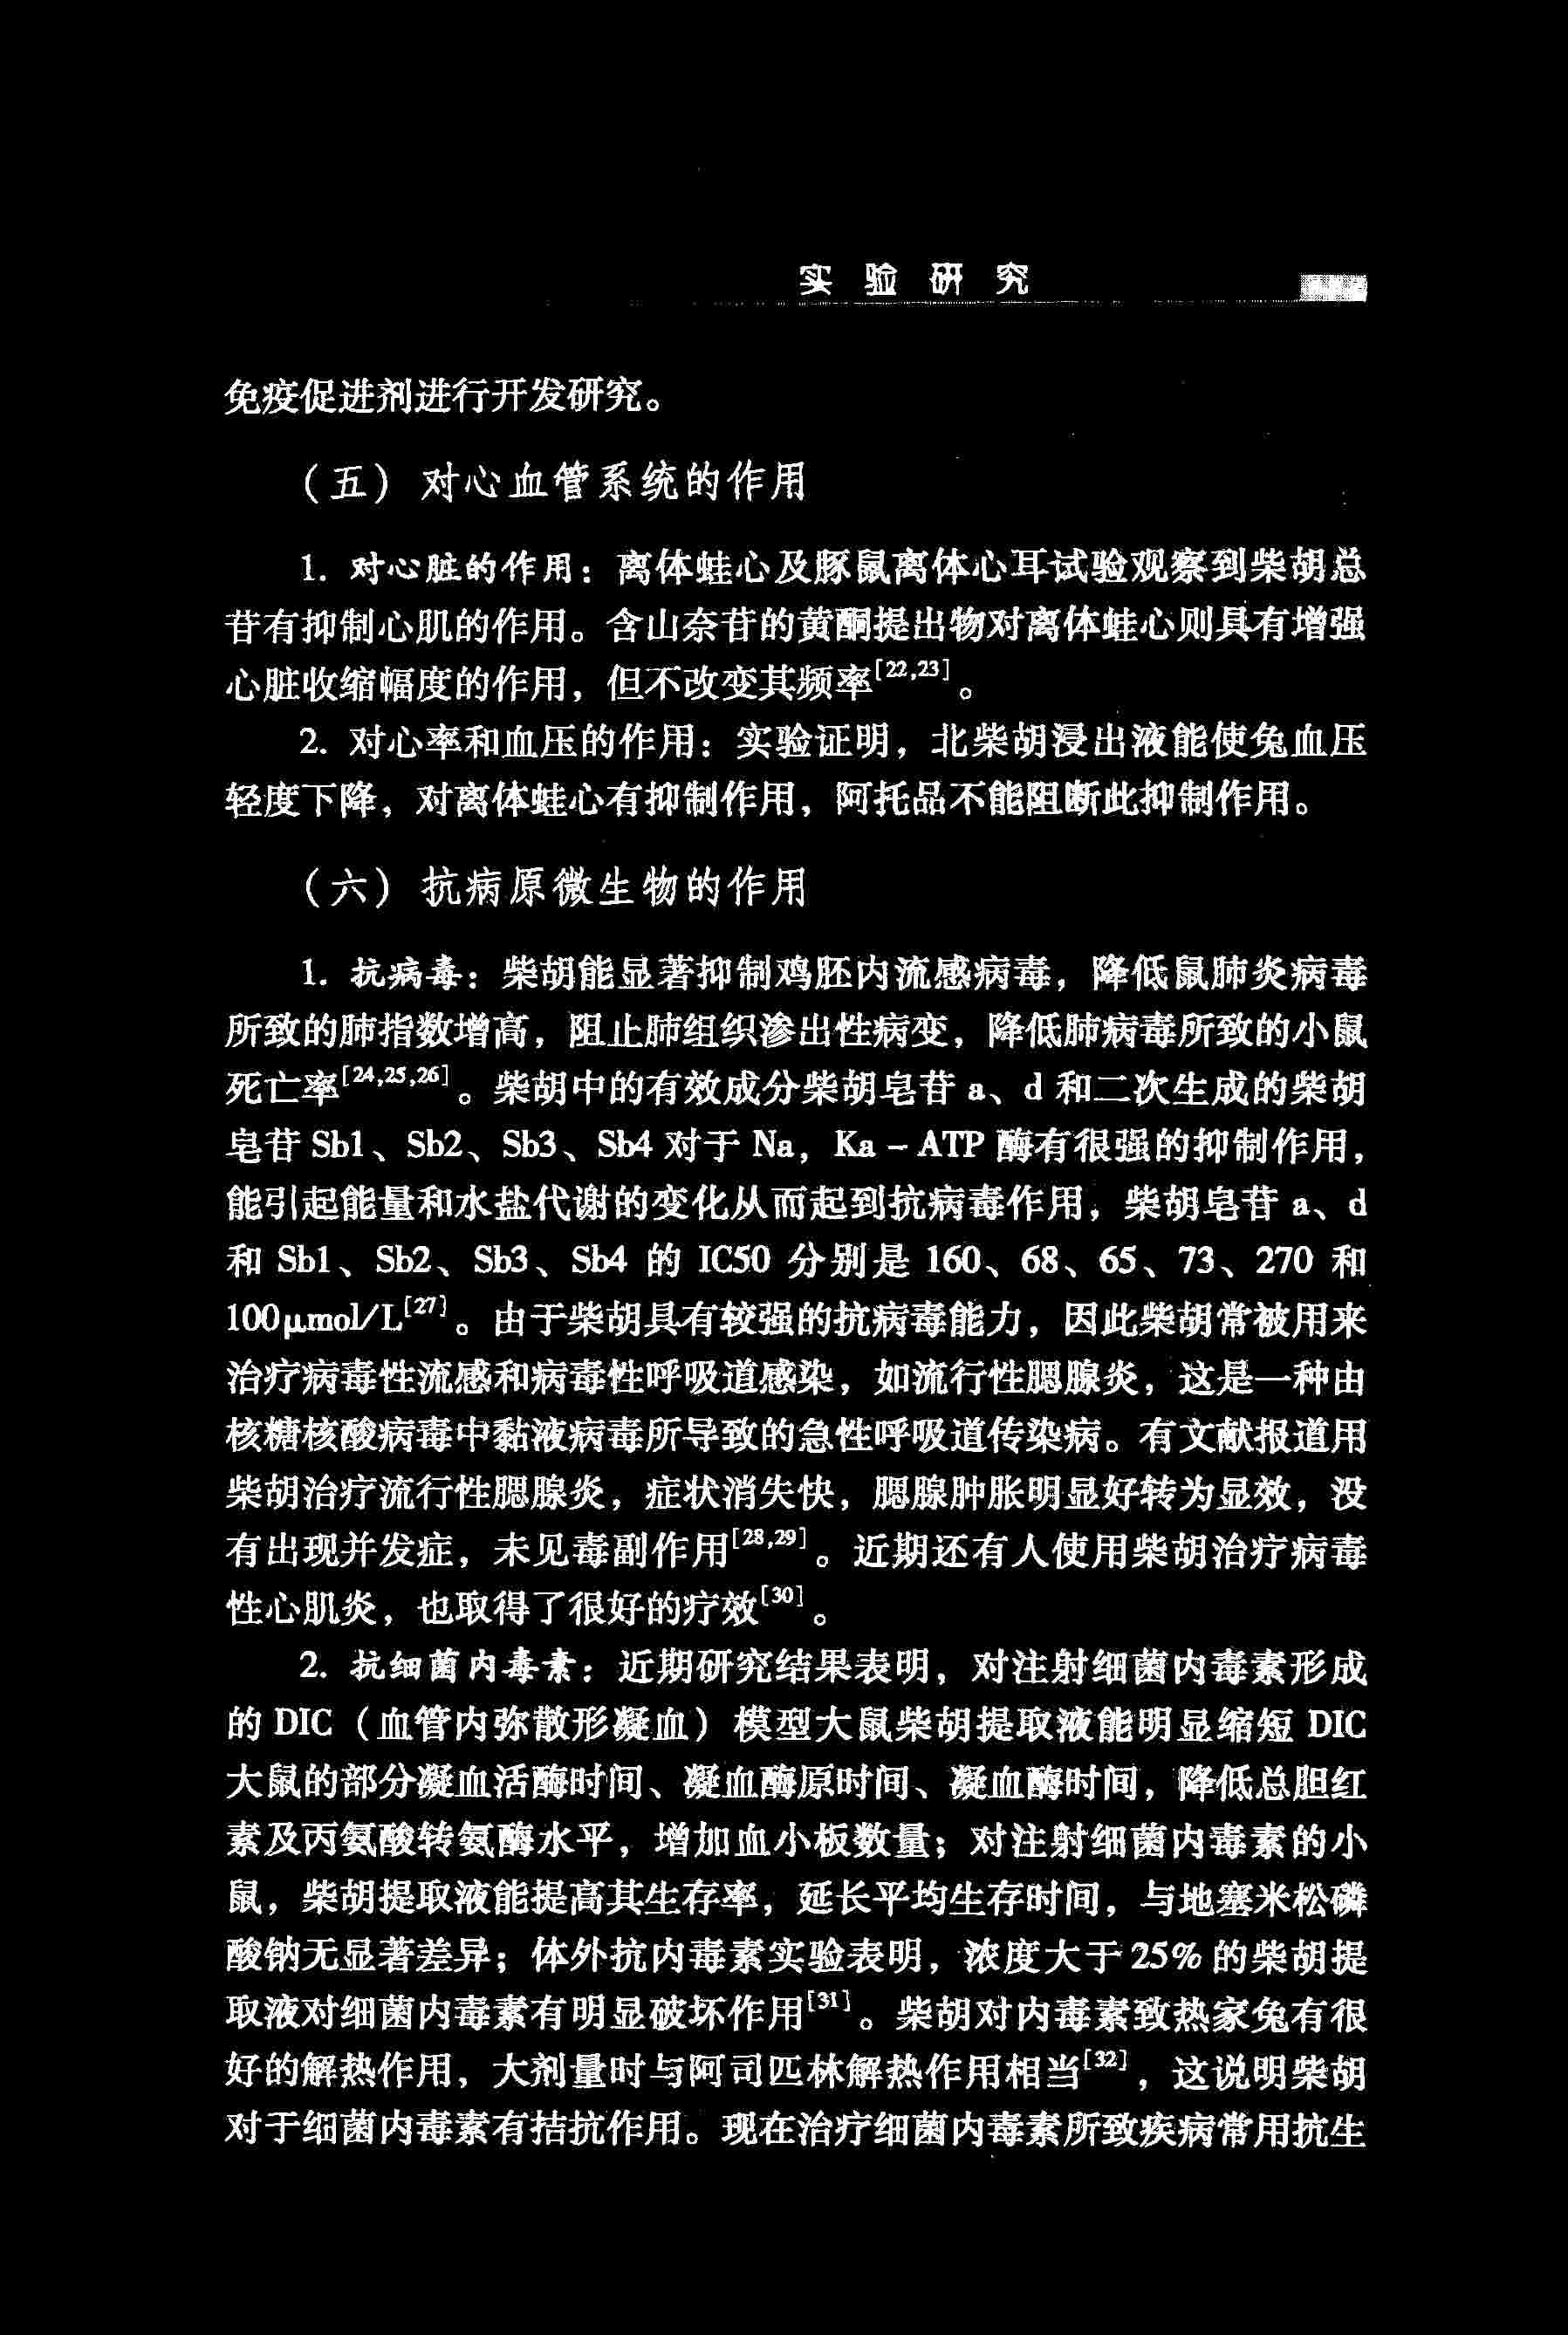 实验研究
免疫促进剂进行开发研究。
（五）对心血管系统的作用
1. 对心脏的作用：离体蛙心及豚鼠离体心耳试验观察到柴胡总
苷有抑制心肌的作用。含山奈苷的黄酮提出物对离体蛙心则具有增强
心脏收缩幅度的作用，但不改变其频率[22,23]。
2. 对心率和血压的作用：实验证明，北柴胡浸出液能使兔血压
轻度下降，对离体蛙心有抑制作用，阿托品不能阻断此抑制作用。
（六）抗病原微生物的作用
1. 抗病毒：柴胡能显著抑制鸡胚内流感病毒，降低鼠肺炎病毒
所致的肺指数增高，阻止肺组织渗出性病变，降低肺病毒所致的小鼠
死亡率[24,25,26]。柴胡中的有效成分柴胡皂苷 a、d 和二次生成的柴胡
皂苷 Sb1、Sb2、Sb3、Sb4 对于 Na，Ka－ATP 酶有很强的抑制作用，
能引起能量和水盐代谢的变化从而起到抗病毒作用，柴胡皂苷 a、d
和 Sb1、Sb2、Sb3、Sb4 的 IC50 分别是 160、68、65、73、270 和
100μmol/L[27]。由于柴胡具有较强的抗病毒能力，因此柴胡常被用来
治疗病毒性流感和病毒性呼吸道感染，如流行性腮腺炎，这是一种由
核糖核酸病毒中黏液病毒所导致的急性呼吸道传染病。有文献报道用
柴胡治疗流行性腮腺炎，症状消失快，腮腺肿胀明显好转为显效，没
有出现并发症，未见毒副作用[28,29]。近期还有人使用柴胡治疗病毒
性心肌炎，也取得了很好的疗效[30]。
2. 抗细菌内毒素：近期研究结果表明，对注射细菌内毒素形成
的 DIC（血管内弥散形凝血）模型大鼠柴胡提取液能明显缩短 DIC
大鼠的部分凝血活酶时间、凝血酶原时间、凝血酶时间，降低总胆红
素及丙氨酸转氨酶水平，增加血小板数量；对注射细菌内毒素的小
鼠，柴胡提取液能提高其生存率，延长平均生存时间，与地塞米松磷
酸钠无显著差异；体外抗内毒素实验表明，浓度大于 25% 的柴胡提
取液对细菌内毒素有明显破坏作用[31]。柴胡对内毒素致热家兔有很
好的解热作用，大剂量时与阿司匹林解热作用相当[32]，这说明柴胡
对于细菌内毒素有拮抗作用。现在治疗细菌内毒素所致疾病常用抗生